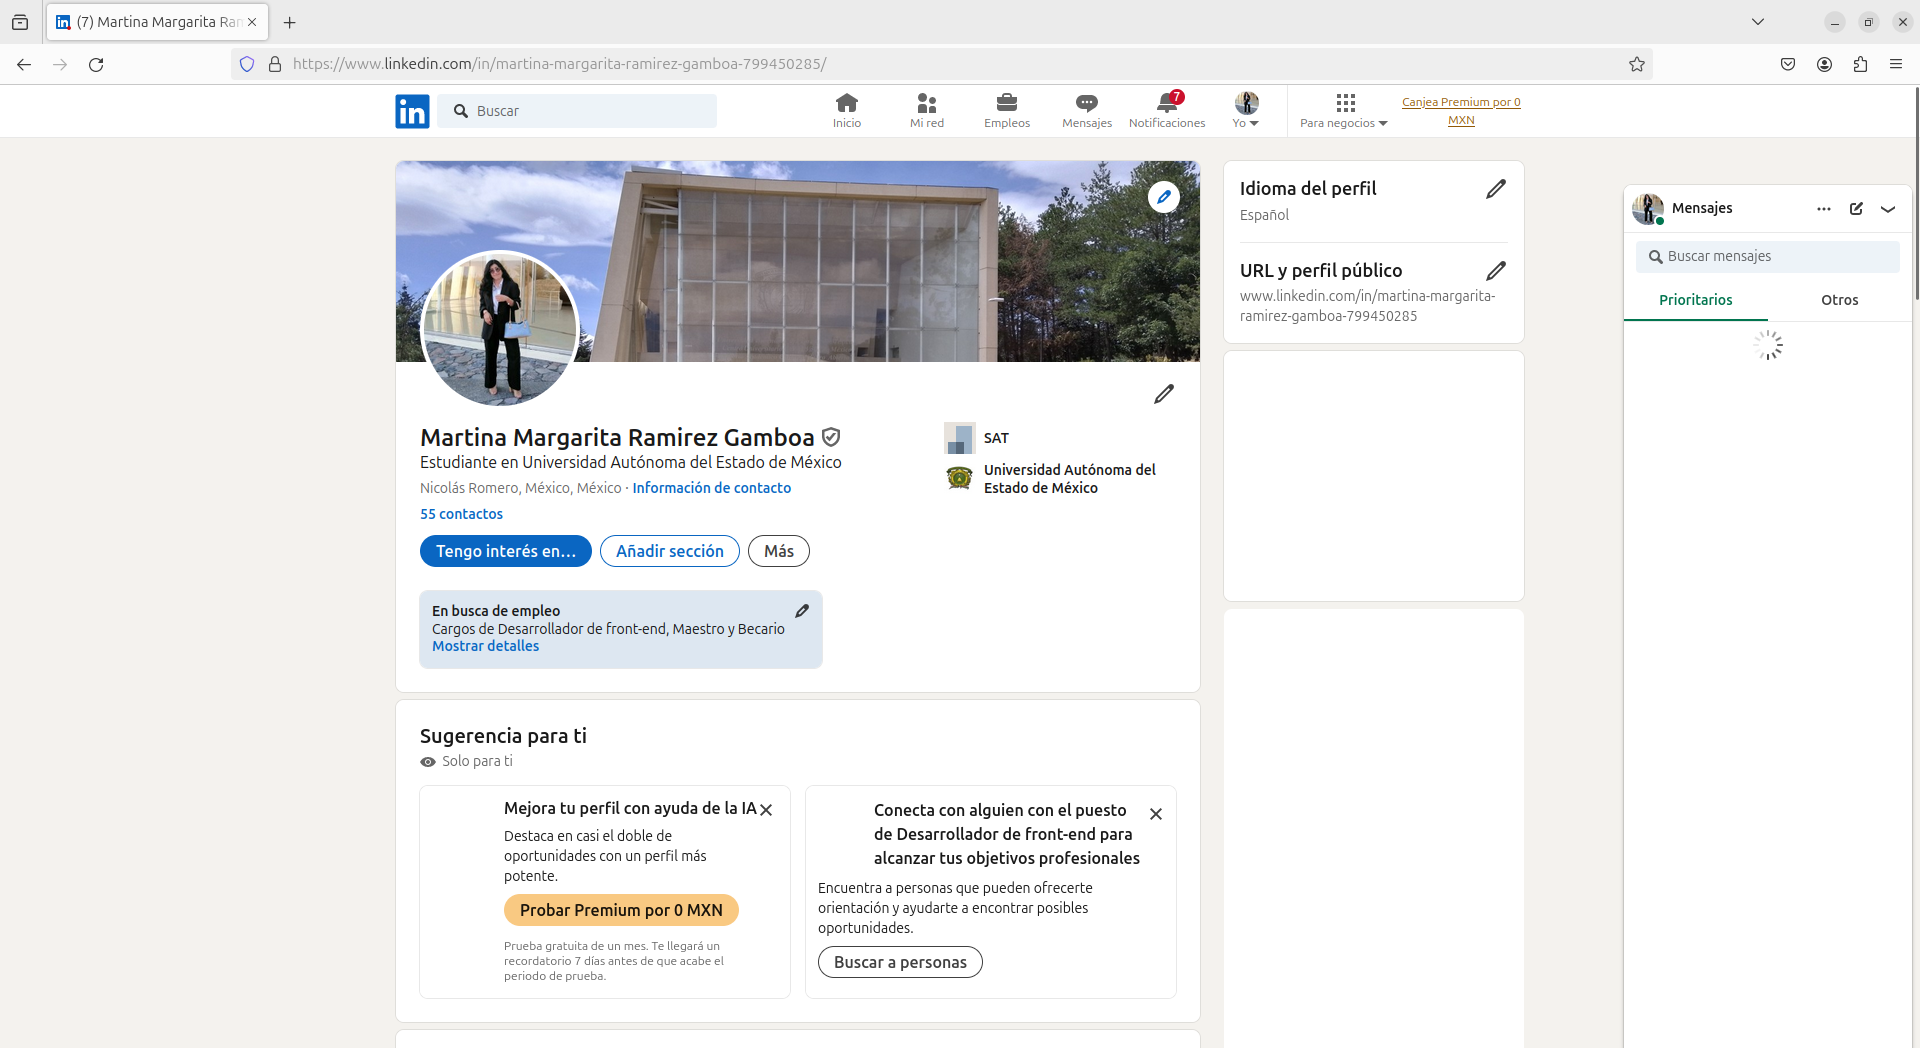 (7) Martina Margarita Ran
https://www.linkedin.com/in/martina-margarita-ramirez-gamboa-799450285/
in
Buscar
Inicio
Mi red
Empleos
Mensajes
7
Notificaciones
Yo
Para negocios
Canjea Premium por 0
MXN
Martina Margarita Ramirez Gamboa
Estudiante en Universidad Autónoma del Estado de México
Nicolás Romero, México, México · Información de contacto
55 contactos
Tengo interés en...
Añadir sección
Más
SAT
Universidad Autónoma del
Estado de México
En busca de empleo
Cargos de Desarrollador de front-end, Maestro y Becario
Mostrar detalles
Sugerencia para ti
Solo para ti
Mejora tu perfil con ayuda de la IA
Destaca en casi el doble de
oportunidades con un perfil más
potente.
Probar Premium por 0 MXN
Prueba gratuita de un mes. Te llegará un
recordatorio 7 días antes de que acabe el
periodo de prueba.
Conecta con alguien con el puesto
de Desarrollador de front-end para
alcanzar tus objetivos profesionales
Encuentra a personas que pueden ofrecerte
orientación y ayudarte a encontrar posibles
oportunidades.
Buscar a personas
Idioma del perfil
Español
URL y perfil público
www.linkedin.com/in/martina-margarita-
ramirez-gamboa-799450285
Mensajes
Buscar mensajes
Prioritarios
Otros